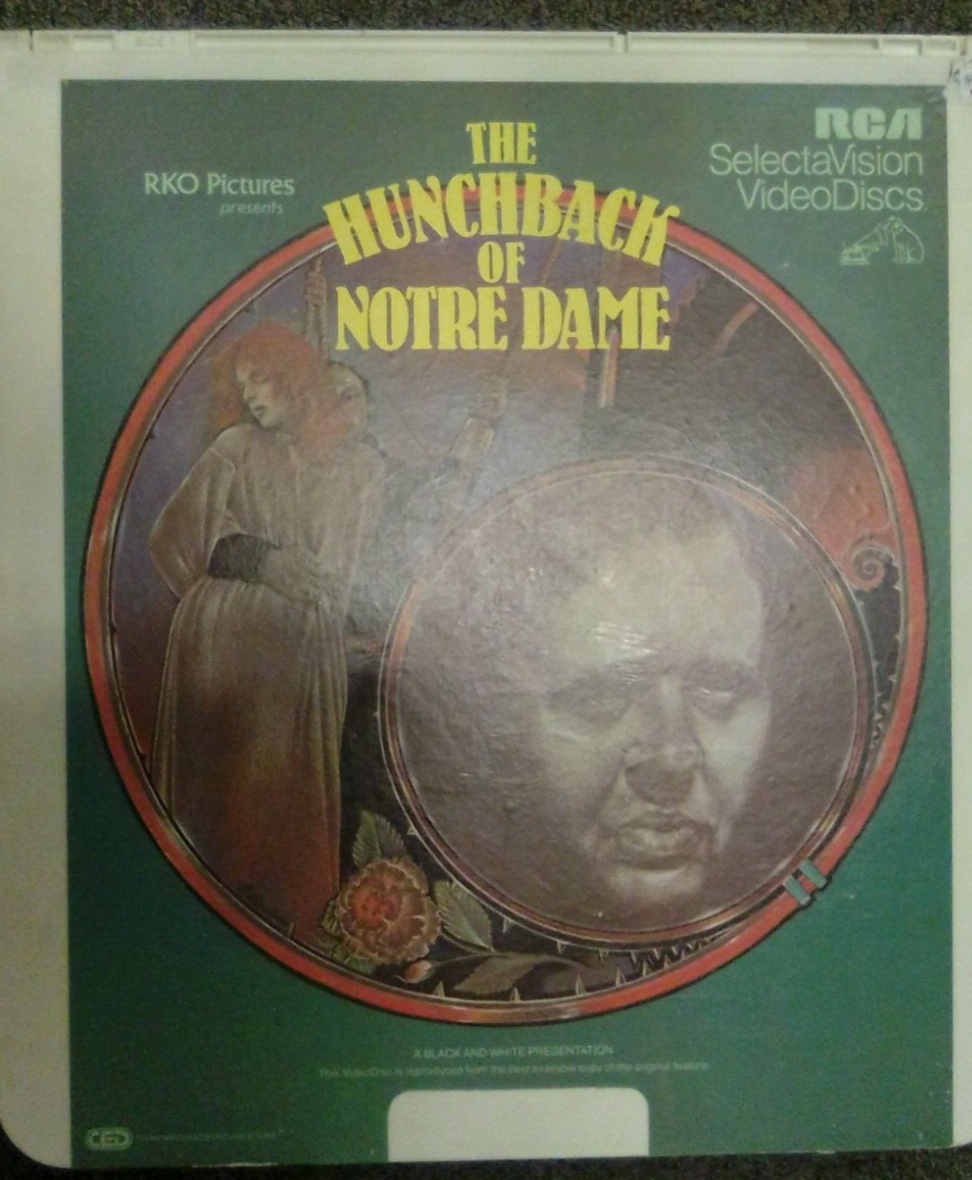 RCA
SelectaVision
VideoDiscs
RKO Pictures
presents
THE
HUNCHBACK
OF
NOTRE DAME
A BLACK AND WHITE PRESENTATION
This VideoDisc is reproduced from the best available copy of the original feature.
CED